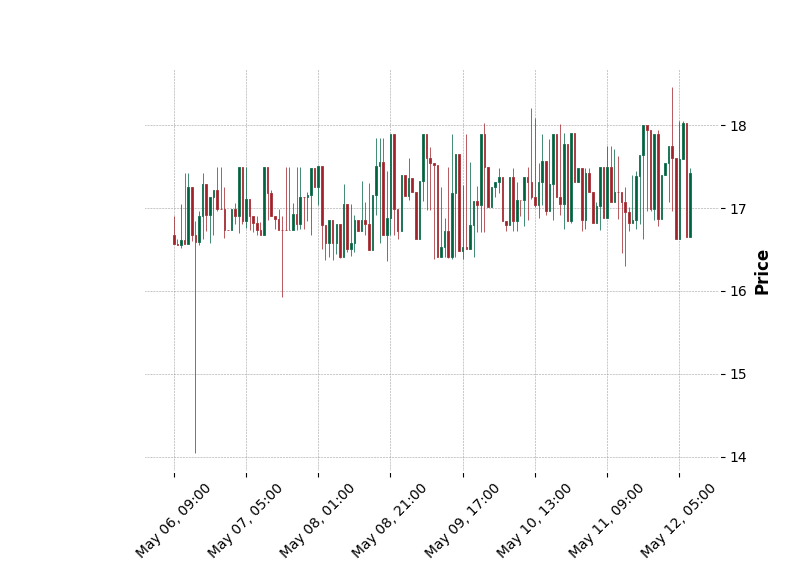 18
17
16
15
14
Price
May 06, 09:00
May 07, 05:00
May 08, 01:00
May 08, 21:00
May 09, 17:00
May 10, 13:00
May 11, 09:00
May 12, 05:00